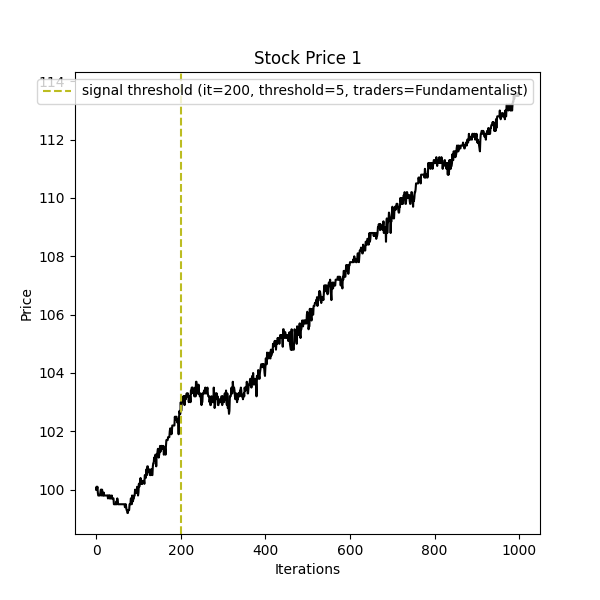 Stock Price 1
signal threshold (it=200, threshold=5, traders=Fundamentalist)
114
112
110
108
106
104
102
100
Price
0 200 400 600 800 1000
Iterations